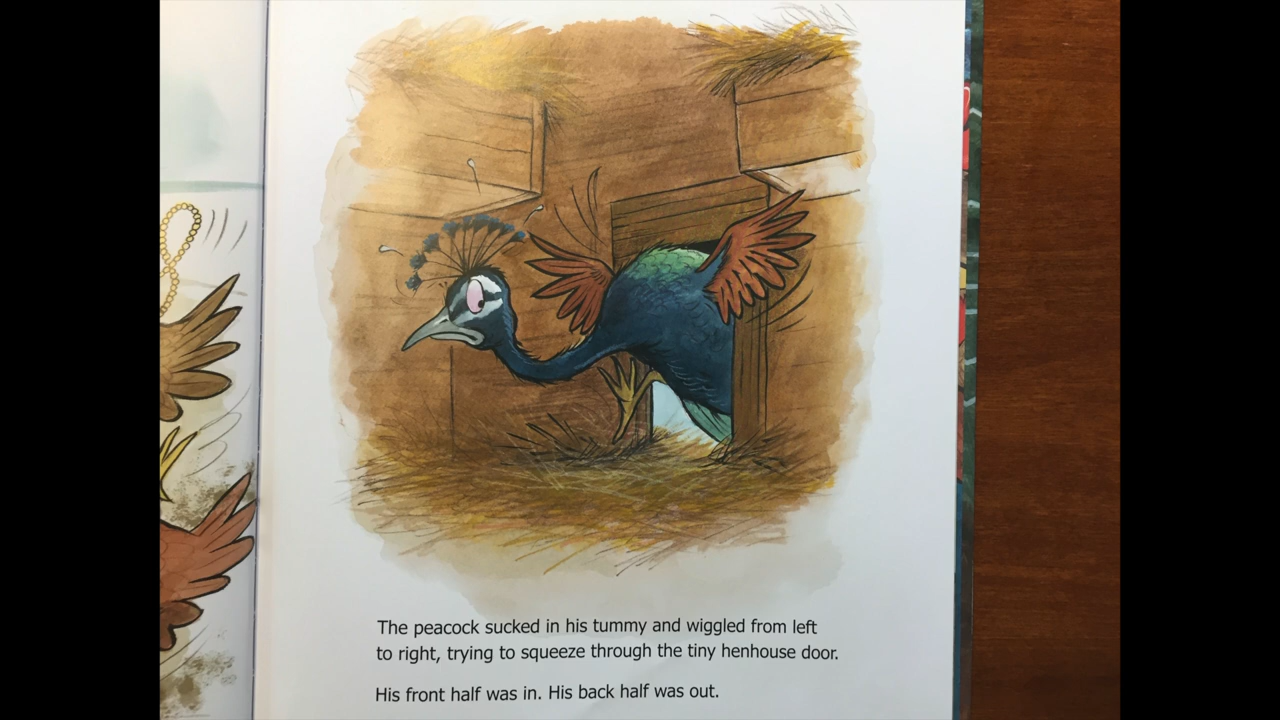 The peacock sucked in his tummy and wiggled from left
to right, trying to squeeze through the tiny henhouse door.
His front half was in. His back half was out.